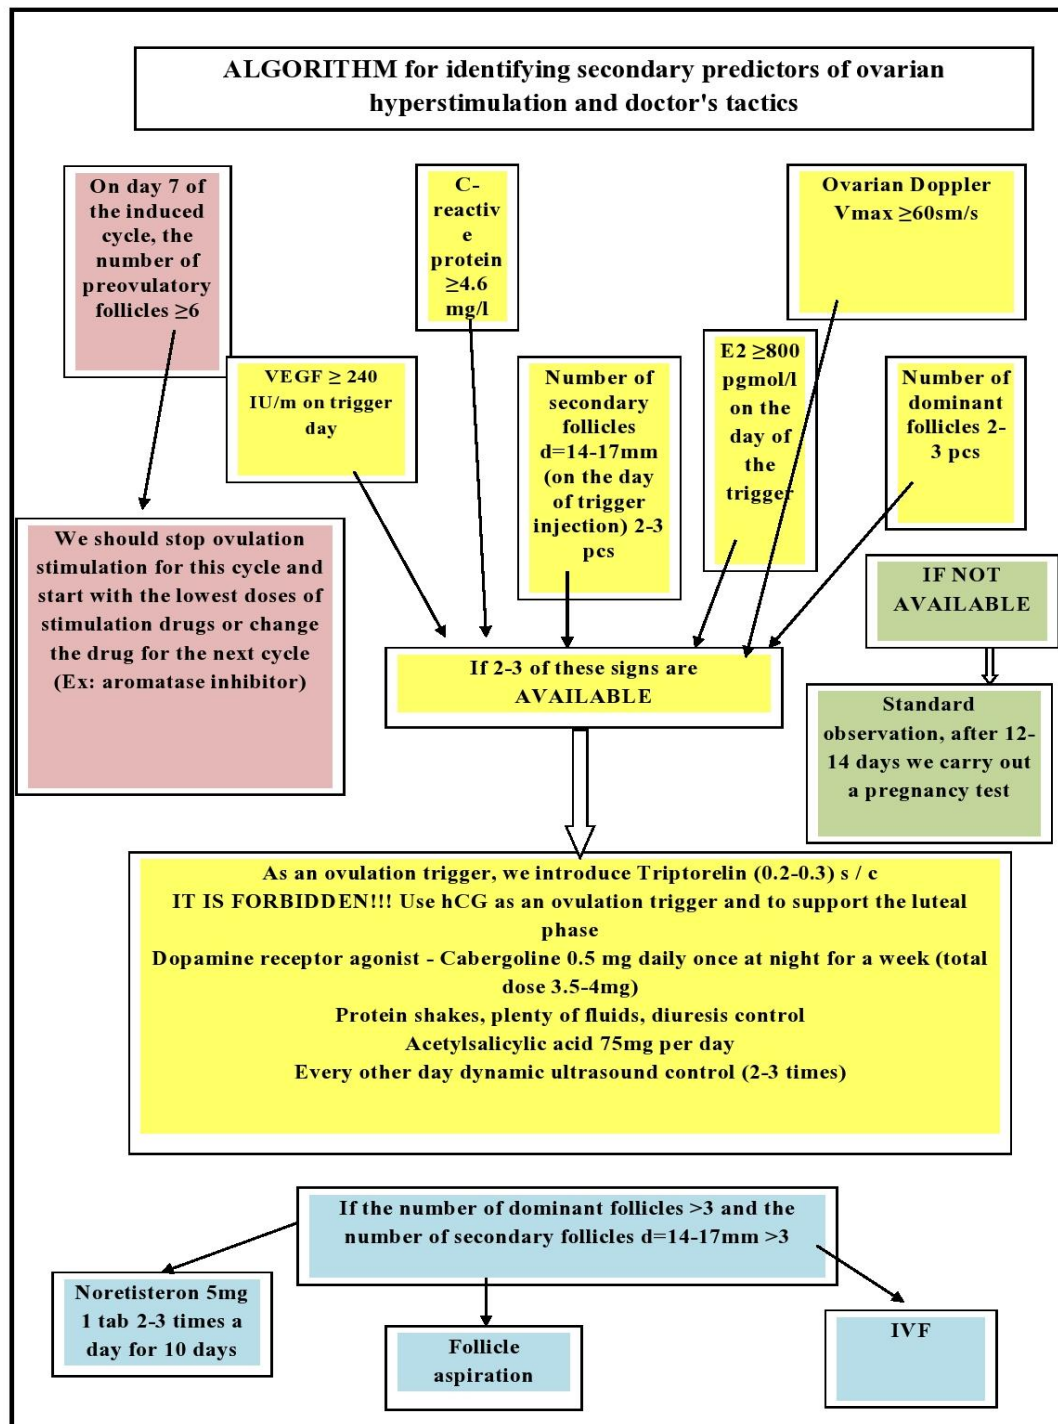 ALGORITHM for identifying secondary predictors of ovarian
hyperstimulation and doctor's tactics
On day 7 of
the induced
cycle, the
number of
preovulatory
follicles ≥6
C-
reactiv
e
protein
≥4.6
mg/l
Ovarian Doppler
Vmax ≥60sm/s
VEGF ≥ 240
IU/m on trigger
day
Number of
secondary
follicles
d=14-17mm
(on the day
of trigger
injection) 2-3
pcs
E2 ≥800
pgmol/l
on the
day of
the
trigger
Number of
dominant
follicles 2-
3 pcs
We should stop ovulation
stimulation for this cycle and
start with the lowest doses of
stimulation drugs or change
the drug for the next cycle
(Ex: aromatase inhibitor)
IF NOT
AVAILABLE
If 2-3 of these signs are
AVAILABLE
Standard
observation, after 12-
14 days we carry out
a pregnancy test
As an ovulation trigger, we introduce Triptorelin (0.2-0.3) s / c
IT IS FORBIDDEN!!! Use hCG as an ovulation trigger and to support the luteal
phase
Dopamine receptor agonist - Cabergoline 0.5 mg daily once at night for a week (total
dose 3.5-4mg)
Protein shakes, plenty of fluids, diuresis control
Acetylsalicylic acid 75mg per day
Every other day dynamic ultrasound control (2-3 times)
If the number of dominant follicles >3 and the
number of secondary follicles d=14-17mm >3
Noretisteron 5mg
1 tab 2-3 times a
day for 10 days
Follicle
aspiration
IVF